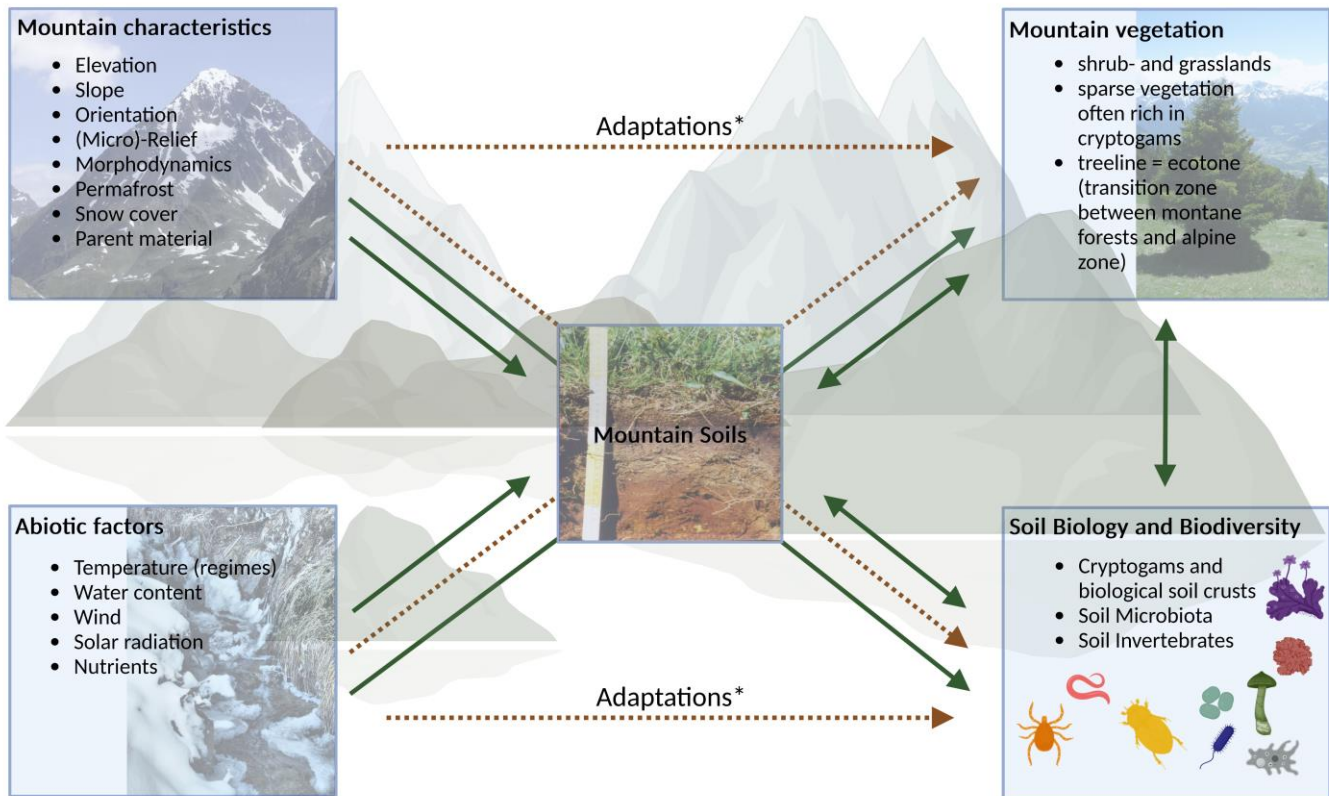 Mountain characteristics
• Elevation
• Slope
• Orientation
• (Micro)-Relief
• Morphodynamics
• Permafrost
• Snow cover
• Parent material
Adaptations*
Mountain vegetation
• shrub- and grasslands
• sparse vegetation
often rich in
cryptogams
• treeline = ecotone
(transition zone
between montane
forests and alpine
zone)
Mountain Soils
Abiotic factors
• Temperature (regimes)
• Water content
• Wind
• Solar radiation
• Nutrients
Adaptations*
Soil Biology and Biodiversity
• Cryptogams and
biological soil crusts
• Soil Microbiota
• Soil Invertebrates